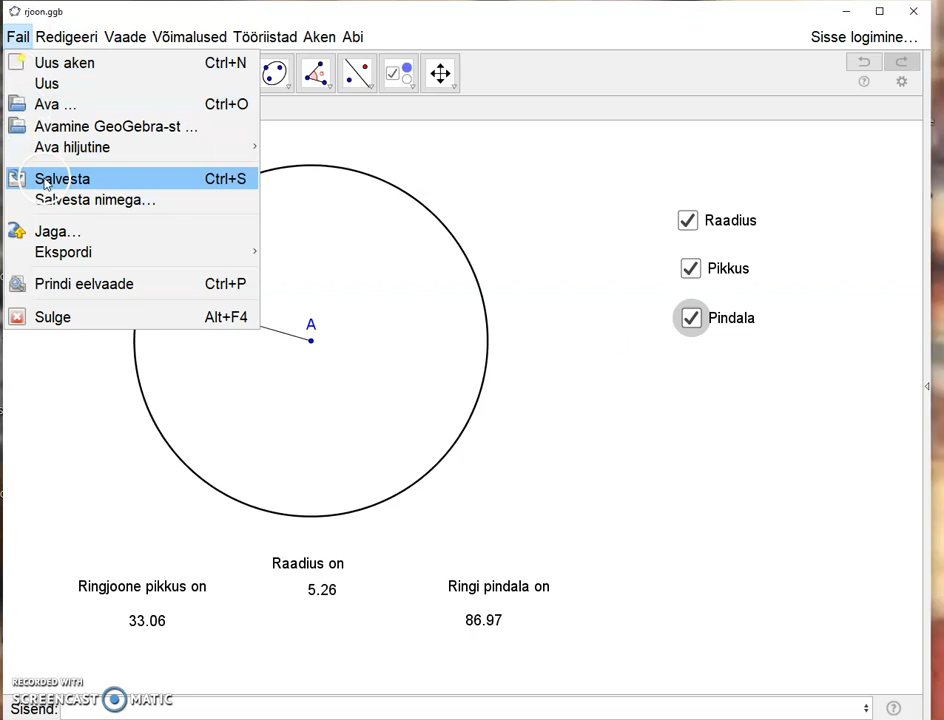 rjoon.ggb
Fail Redigeeri Vaade Võimalused Tööriistad Aken Abi Sisse logimine...
Uus aken Ctrl+N
Uus
Ava ... Ctrl+O
Avamine GeoGebra-st ...
Ava hiljutine
Salvesta Ctrl+S
Salvesta nimega...
Jaga...
Ekspordi
Prindi eelvaade Ctrl+P
Sulge Alt+F4
A
Raadius
Pikkus
Pindala
Raadius on
5.26
Ringjoone pikkus on
33.06
Ringi pindala on
86.97
RECORDED WITH
SCREENCAST MATIC
Sisend: